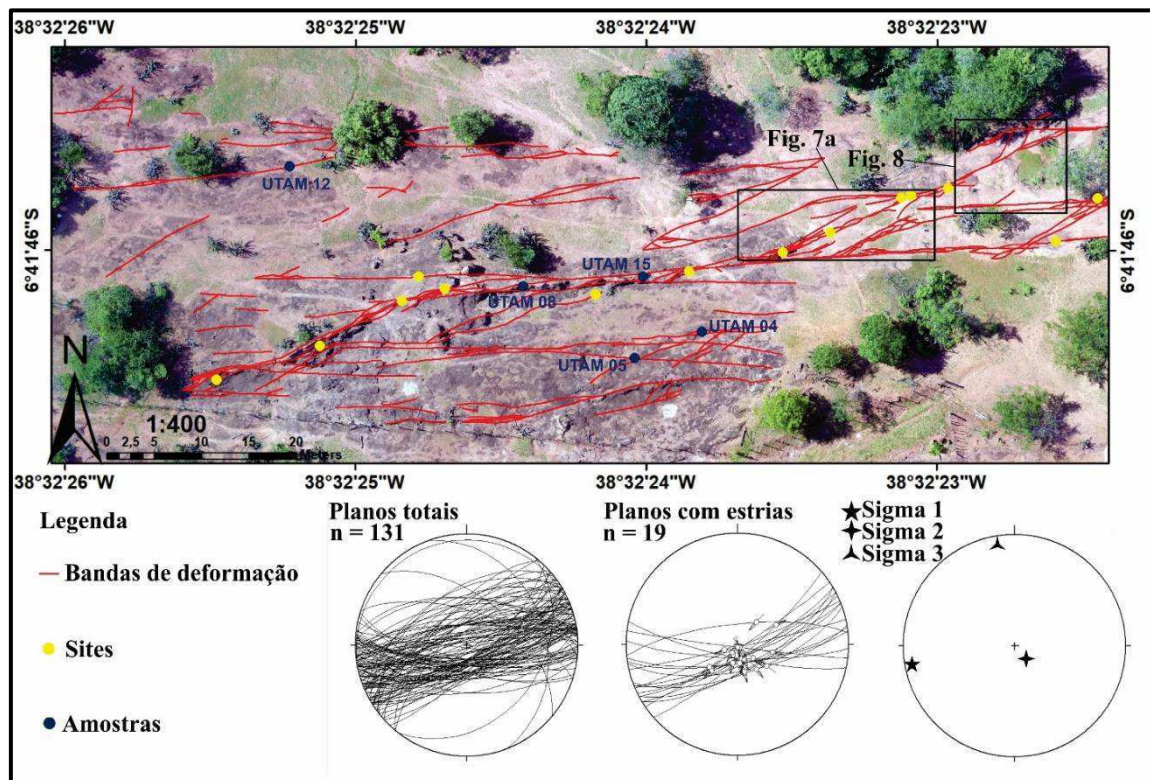 38°32'26"W 38°32'25"W 38°32'24"W 38°32'23"W
Fig. 7a
Fig. 8
UTAM 12
6°41'46"S
6°41'46"S
UTAM 15
UTAM 08
UTAM 04
UTAM 05
N
1:400
0 2,5 5 10 15 20
Meters
38°32'26"W 38°32'25"W 38°32'24"W 38°32'23"W
Legenda
Bandas de deformação
Sites
Amostras
Planos totais
n = 131
Planos com estrias
n = 19
Sigma 1
Sigma 2
Sigma 3